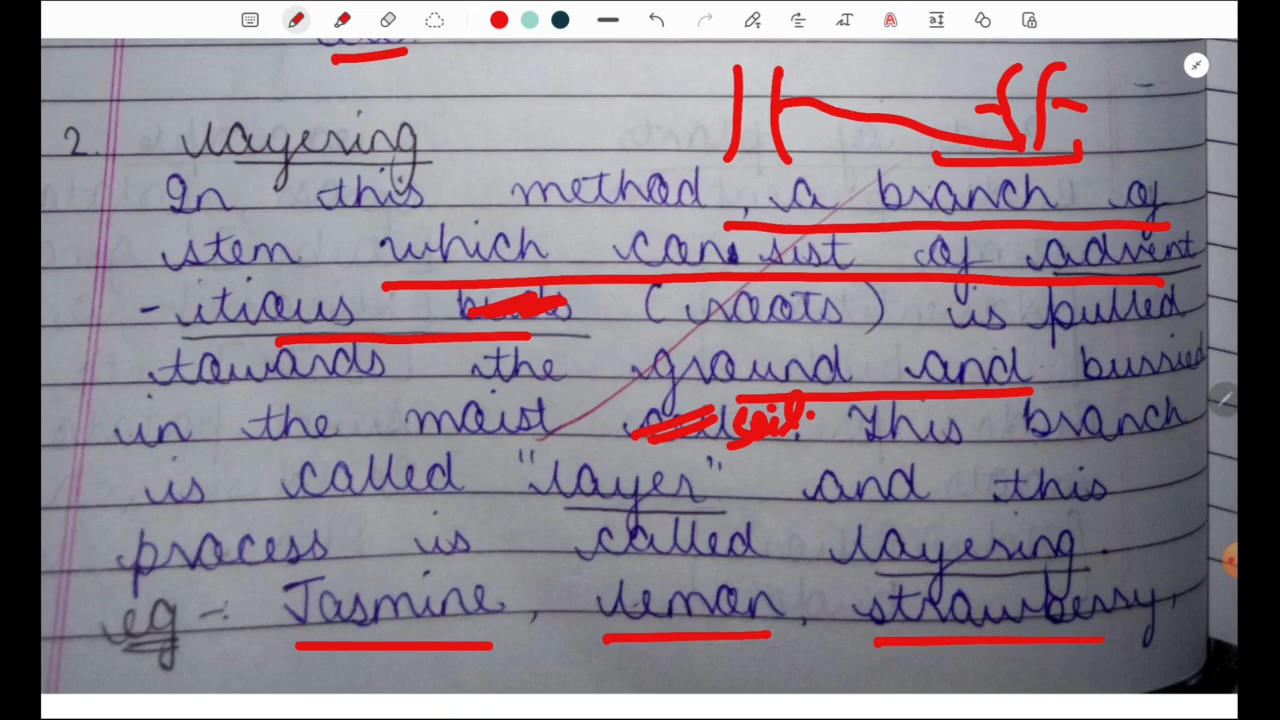 2. Layering
In this method, a branch of
stem which consist of advent
-itious buds (roots) is pulled
towards the ground and burried
in the moist soil. This branch
is called "layer" and this
process is called layering.
eg -: Jasmine, lemon, strawberry,